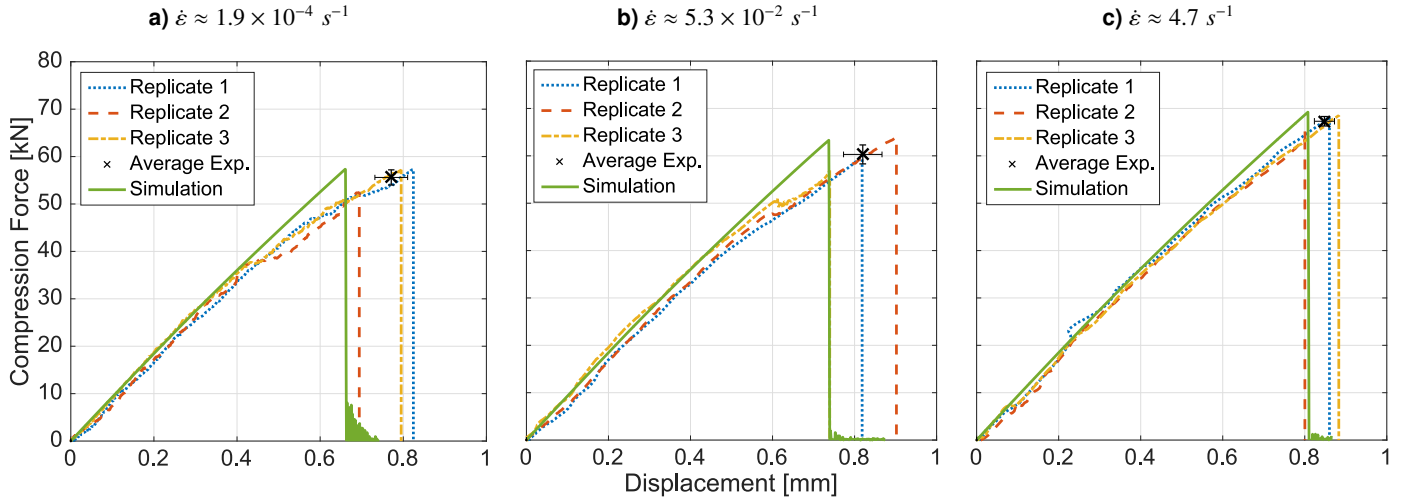 a) ε̇ ≈ 1.9 × 10⁻⁴ s⁻¹
b) ε̇ ≈ 5.3 × 10⁻² s⁻¹
c) ε̇ ≈ 4.7 s⁻¹
Compression Force [kN]
80
70
60
50
40
30
20
10
0
Replicate 1
Replicate 2
Replicate 3
Average Exp.
Simulation
0 0.2 0.4 0.6 0.8 1
Replicate 1
Replicate 2
Replicate 3
Average Exp.
Simulation
0 0.2 0.4 0.6 0.8 1
Replicate 1
Replicate 2
Replicate 3
Average Exp.
Simulation
0 0.2 0.4 0.6 0.8 1
Displacement [mm]